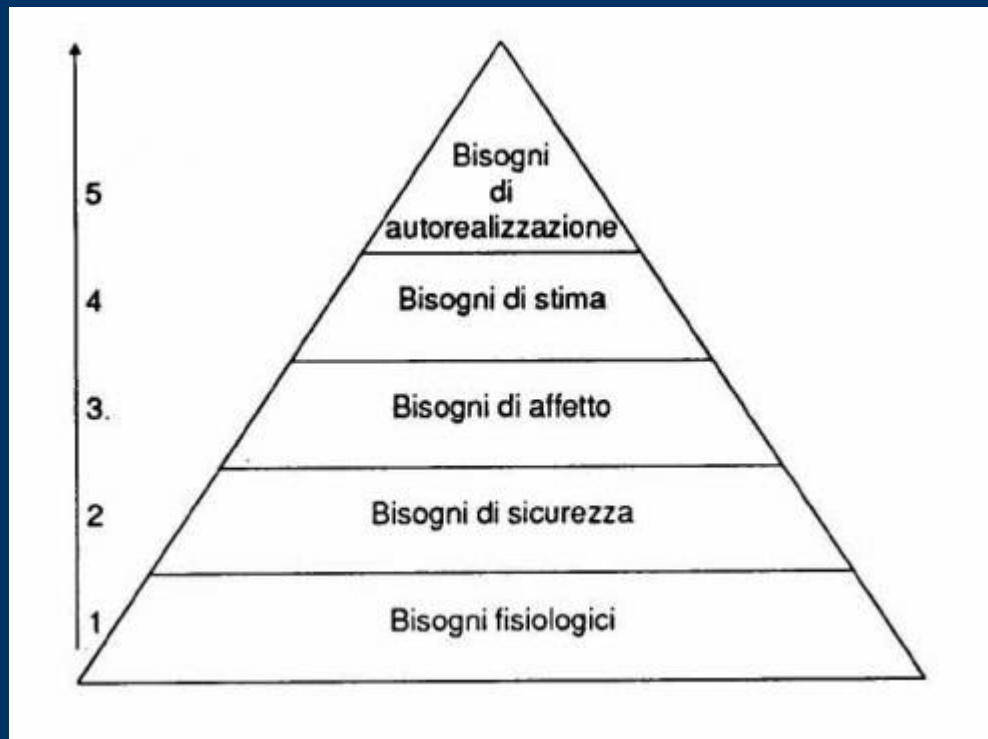 5
Bisogni
di
autorealizzazione
4
Bisogni di stima
3.
Bisogni di affetto
2
Bisogni di sicurezza
1
Bisogni fisiologici